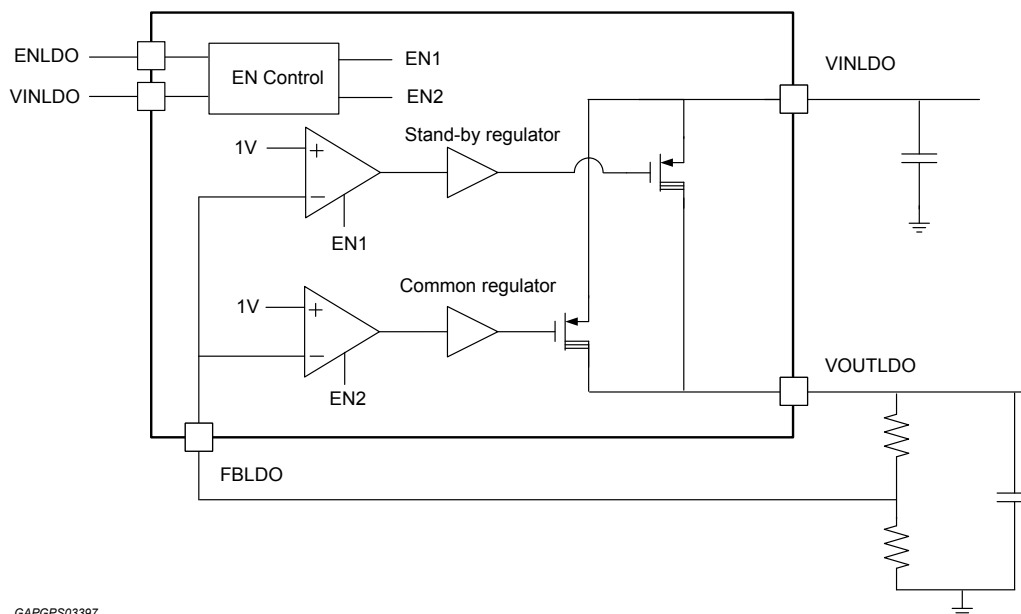 ENLDO
EN1
VINLDO
EN Control
VINLDO
EN2
Stand-by regulator
1V
+
−
EN1
Common regulator
1V
+
−
VOUTLDO
EN2
FBLDO
GAPGPS03397